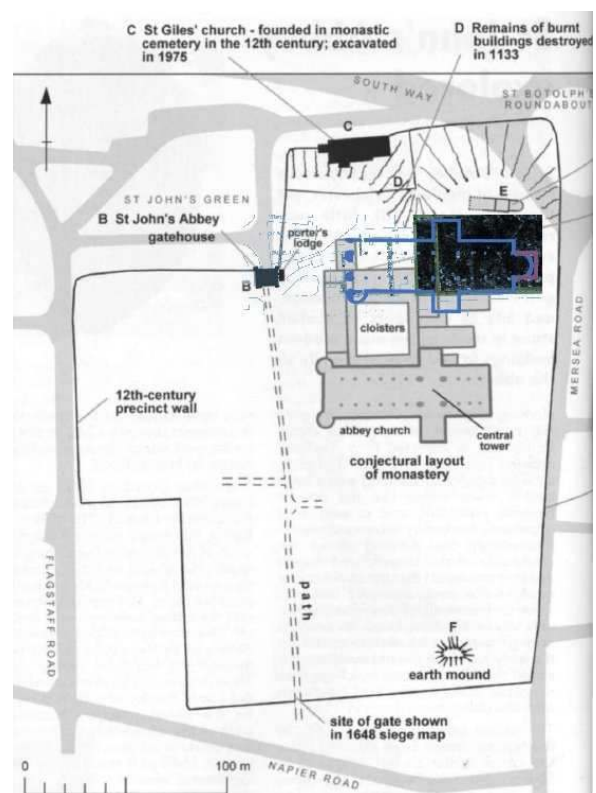 C St Giles' church - founded in monastic
cemetery in the 12th century; excavated
in 1975
D Remains of burnt
buildings destroyed
in 1133
SOUTH WAY
ST BOTOLPH'S
ROUNDABOUT
C
D
E
ST JOHN'S GREEN
B St John's Abbey
gatehouse
porter's
lodge
B
cloisters
MERSEA ROAD
12th-century
precinct wall
abbey church
central
tower
conjectural layout
of monastery
path
FLAGSTAFF ROAD
F
earth mound
site of gate shown
in 1648 siege map
0
100 m
NAPIER ROAD